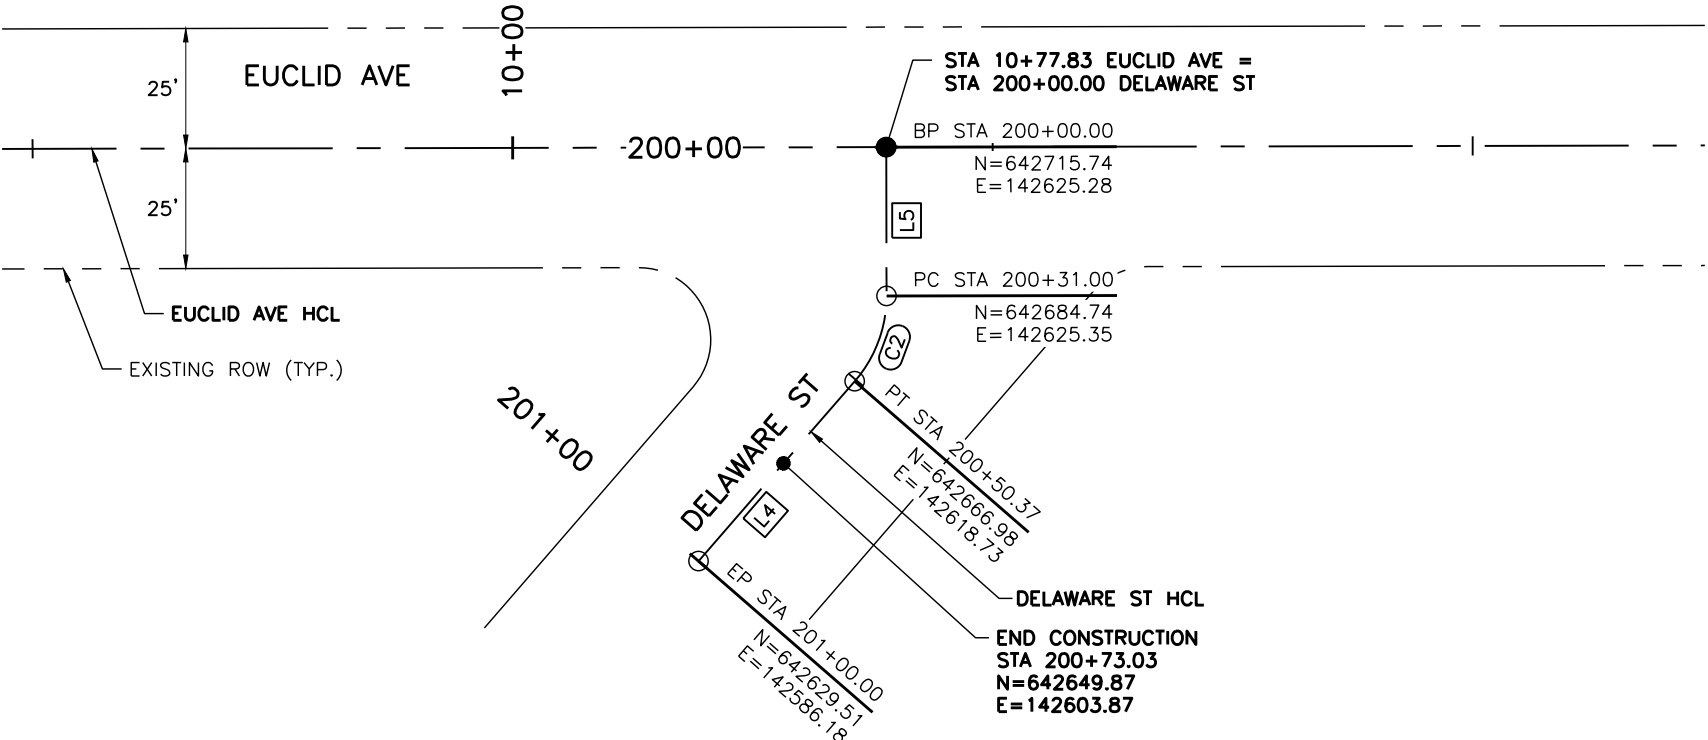 10+00
EUCLID AVE
25'
25'
STA 10+77.83 EUCLID AVE =
STA 200+00.00 DELAWARE ST
BP STA 200+00.00
-200+00
N=642715.74
E=142625.28
L5
PC STA 200+31.00
N=642684.74
E=142625.35
EUCLID AVE HCL
EXISTING ROW (TYP.)
C2
201+00
DELAWARE ST
PT STA 200+50.37
N=642666.98
E=142618.73
L4
EP STA 201+00.00
N=642629.51
E=142586.18
DELAWARE ST HCL
END CONSTRUCTION
STA 200+73.03
N=642649.87
E=142603.87